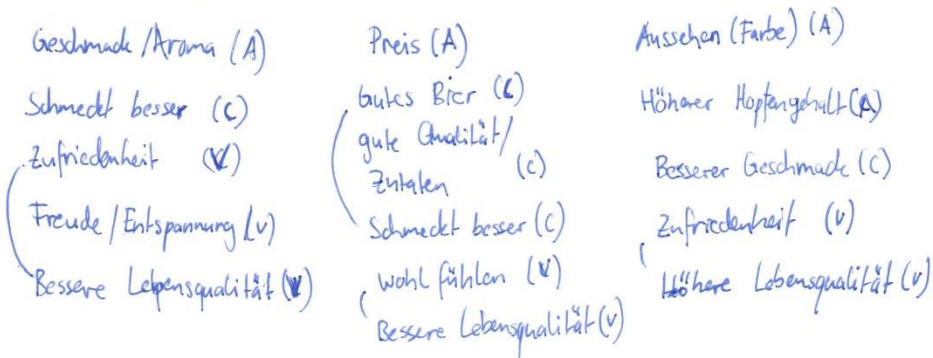 Geschmack/Aroma (A)
Schmeckt besser (C)
Zufriedenheit (V)
Freude/Entspannung (V)
Bessere Lebensqualität (V)
Preis (A)
Gutes Bier (C)
gute Qualität/
Zutaten (C)
Schmeckt besser (C)
Wohl fühlen (V)
Bessere Lebensqualität (V)
Aussehen (Farbe) (A)
Höherer Hopfengehalt (A)
Besserer Geschmack (C)
Zufriedenheit (V)
Höhere Lebensqualität (V)